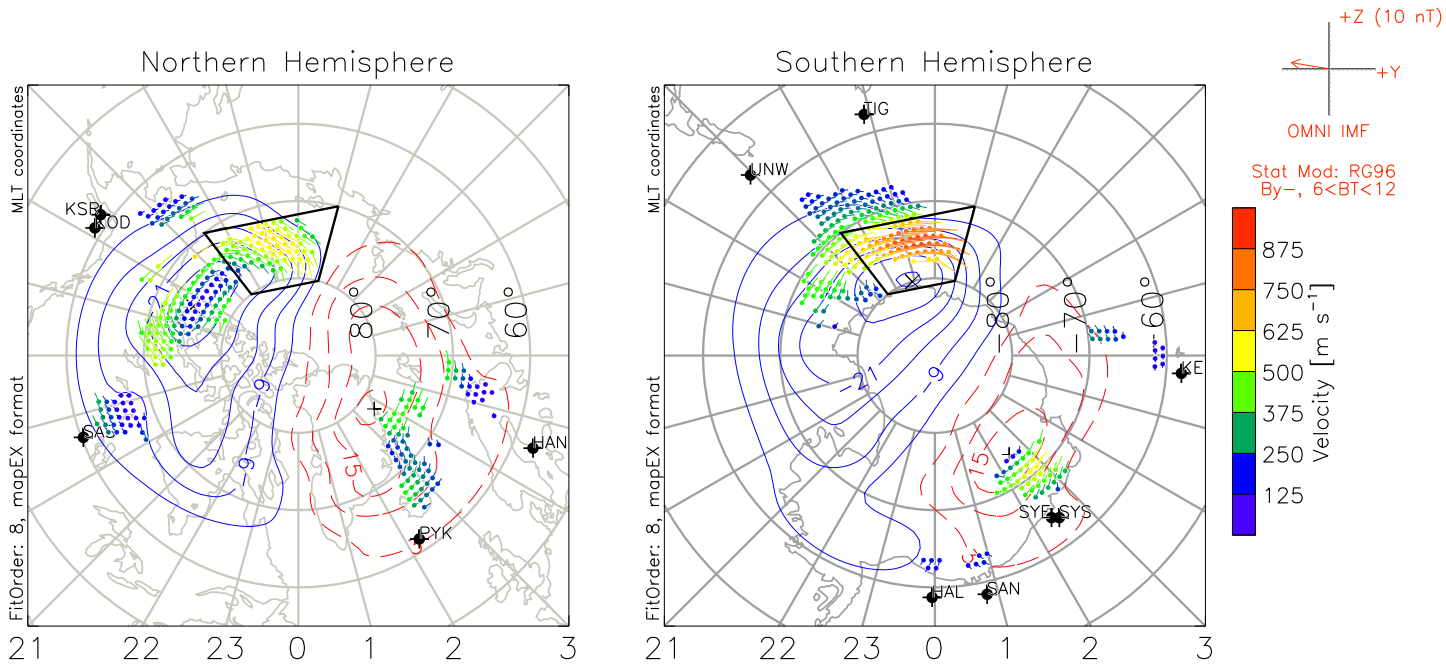 +Z (10 nT)
+Y
OMNI IMF
Stat Mod: RG96
By-, 6<BT<12
Northern Hemisphere
Southern Hemisphere
MLT coordinates
FitOrder: 8, mapEX format
KSR
KOD
SAS
HAN
PYK
-21
-9
-9
15
80°
70°
60°
21
22
23
0
1
2
3
MLT coordinates
FitOrder: 8, mapEX format
TIG
UNW
KE
SYE
SYS
HAL
SAN
-21
-9
15
-80°
-70°
-60°
21
22
23
0
1
2
3
875
750
625
500
375
250
125
Velocity [m s⁻¹]